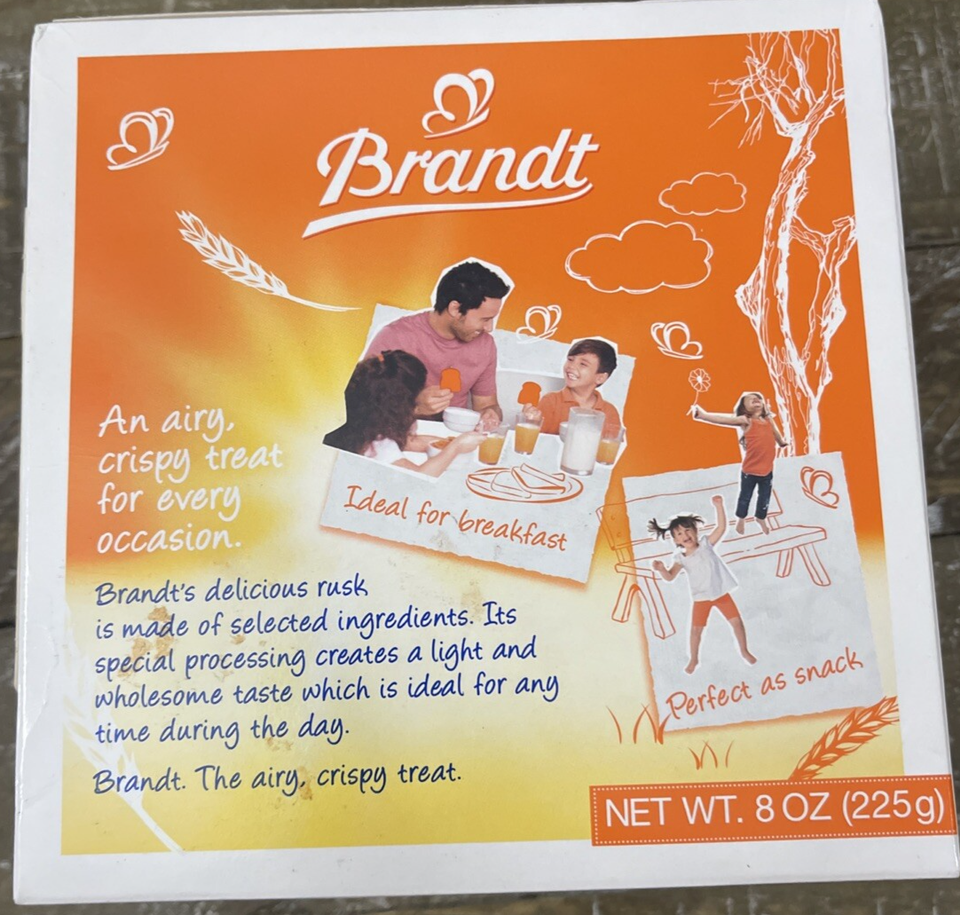 Brandt
An airy,
crispy treat
for every
occasion.
Ideal for breakfast
Brandt's delicious rusk
is made of selected ingredients. Its
special processing creates a light and
wholesome taste which is ideal for any
time during the day.
Brandt. The airy, crispy treat.
Perfect as snack
NET WT. 8 OZ (225g)